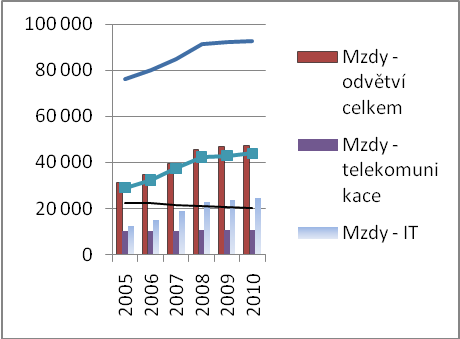 100 000
80 000
60 000
40 000
20 000
0
2005
2006
2007
2008
2009
2010
Mzdy -
odvětví
celkem
Mzdy -
telekomuni
kace
Mzdy - IT